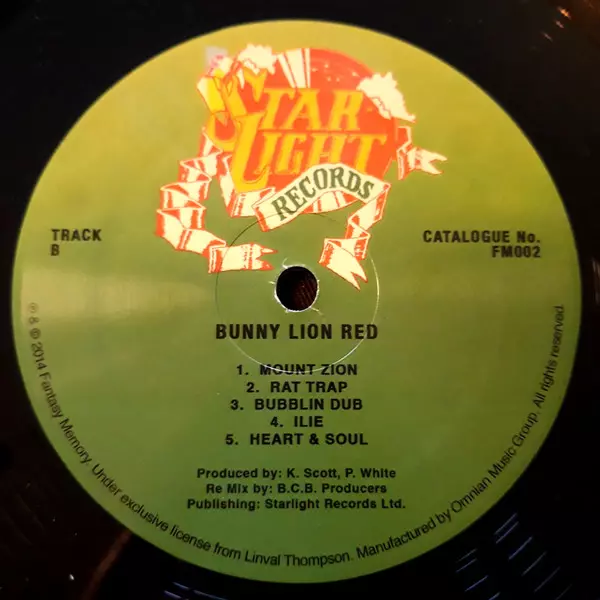 STAR
LIGHT
RECORDS
TRACK
B
CATALOGUE No.
FM002
BUNNY LION RED
1. MOUNT ZION
2. RAT TRAP
3. BUBBLIN DUB
4. ILIE
5. HEART & SOUL
Produced by: K. Scott, P. White
Re Mix by: B.C.B. Producers
Publishing: Starlight Records Ltd.
℗ & © 2014 Fantasy Memory. Under exclusive license from Linval Thompson. Manufactured by Omnian Music Group. All rights reserved.